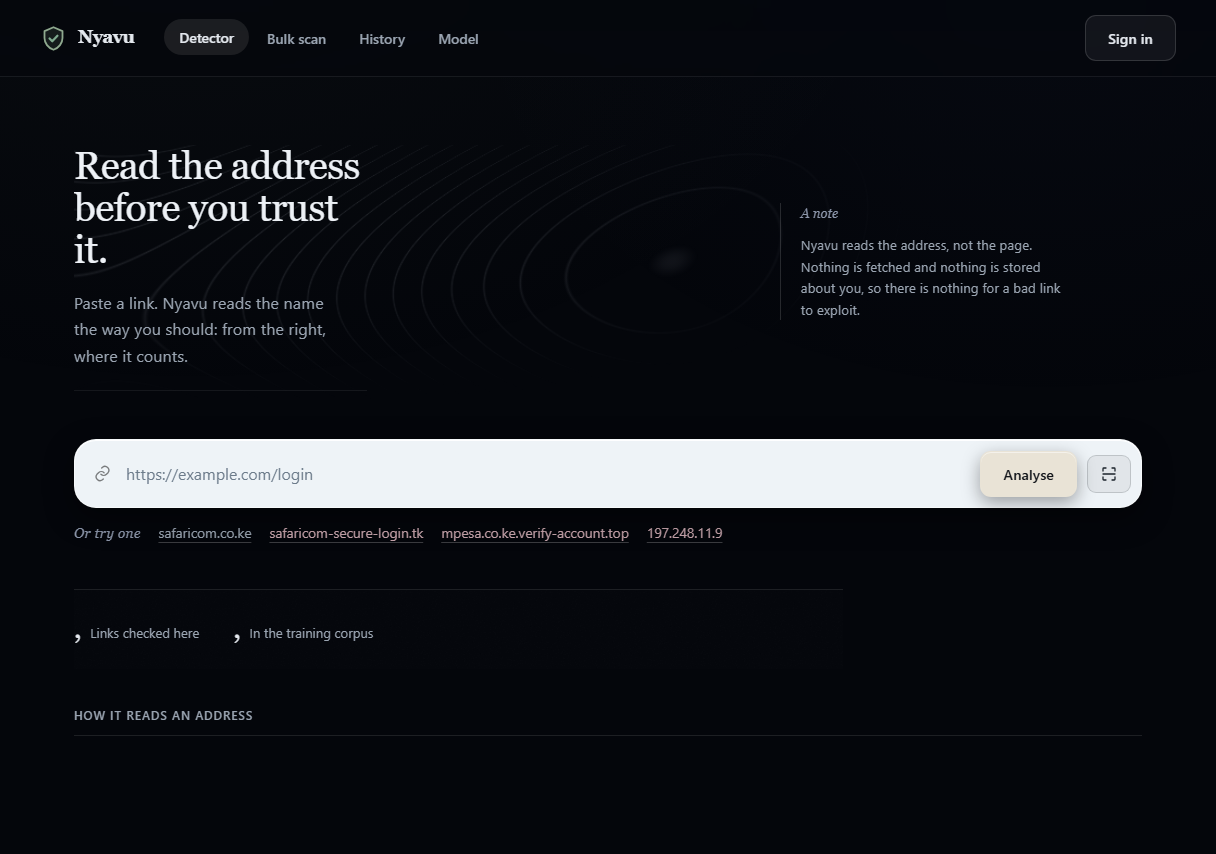 Nyavu
Detector
Bulk scan
History
Model
Sign in
Read the address
before you trust
it.
Paste a link. Nyavu reads the name
the way you should: from the right,
where it counts.
A note
Nyavu reads the address, not the page.
Nothing is fetched and nothing is stored
about you, so there is nothing for a bad link
to exploit.
https://example.com/login
Analyse
Or try one safaricom.co.ke safaricom-secure-login.tk mpesa.co.ke.verify-account.top 197.248.11.9
, Links checked here , In the training corpus
HOW IT READS AN ADDRESS